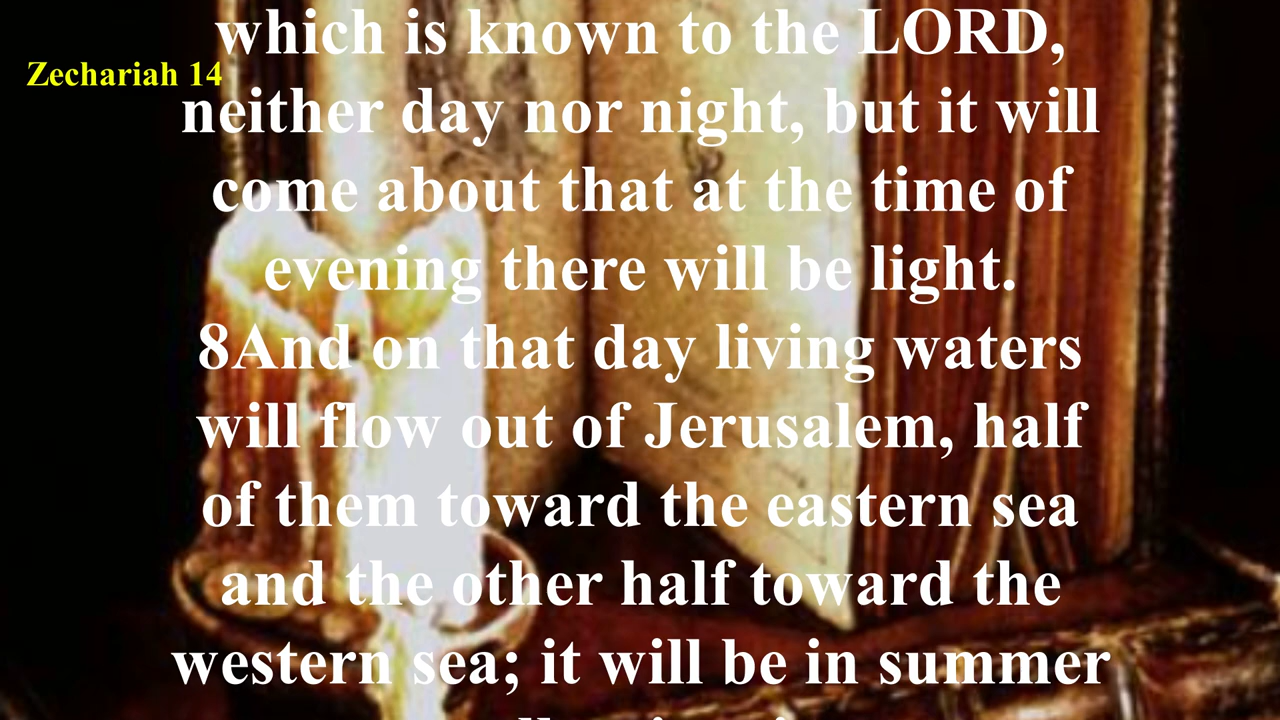 which is known to the LORD,
Zechariah 14
neither day nor night, but it will
come about that at the time of
evening there will be light.
8And on that day living waters
will flow out of Jerusalem, half
of them toward the eastern sea
and the other half toward the
western sea; it will be in summer